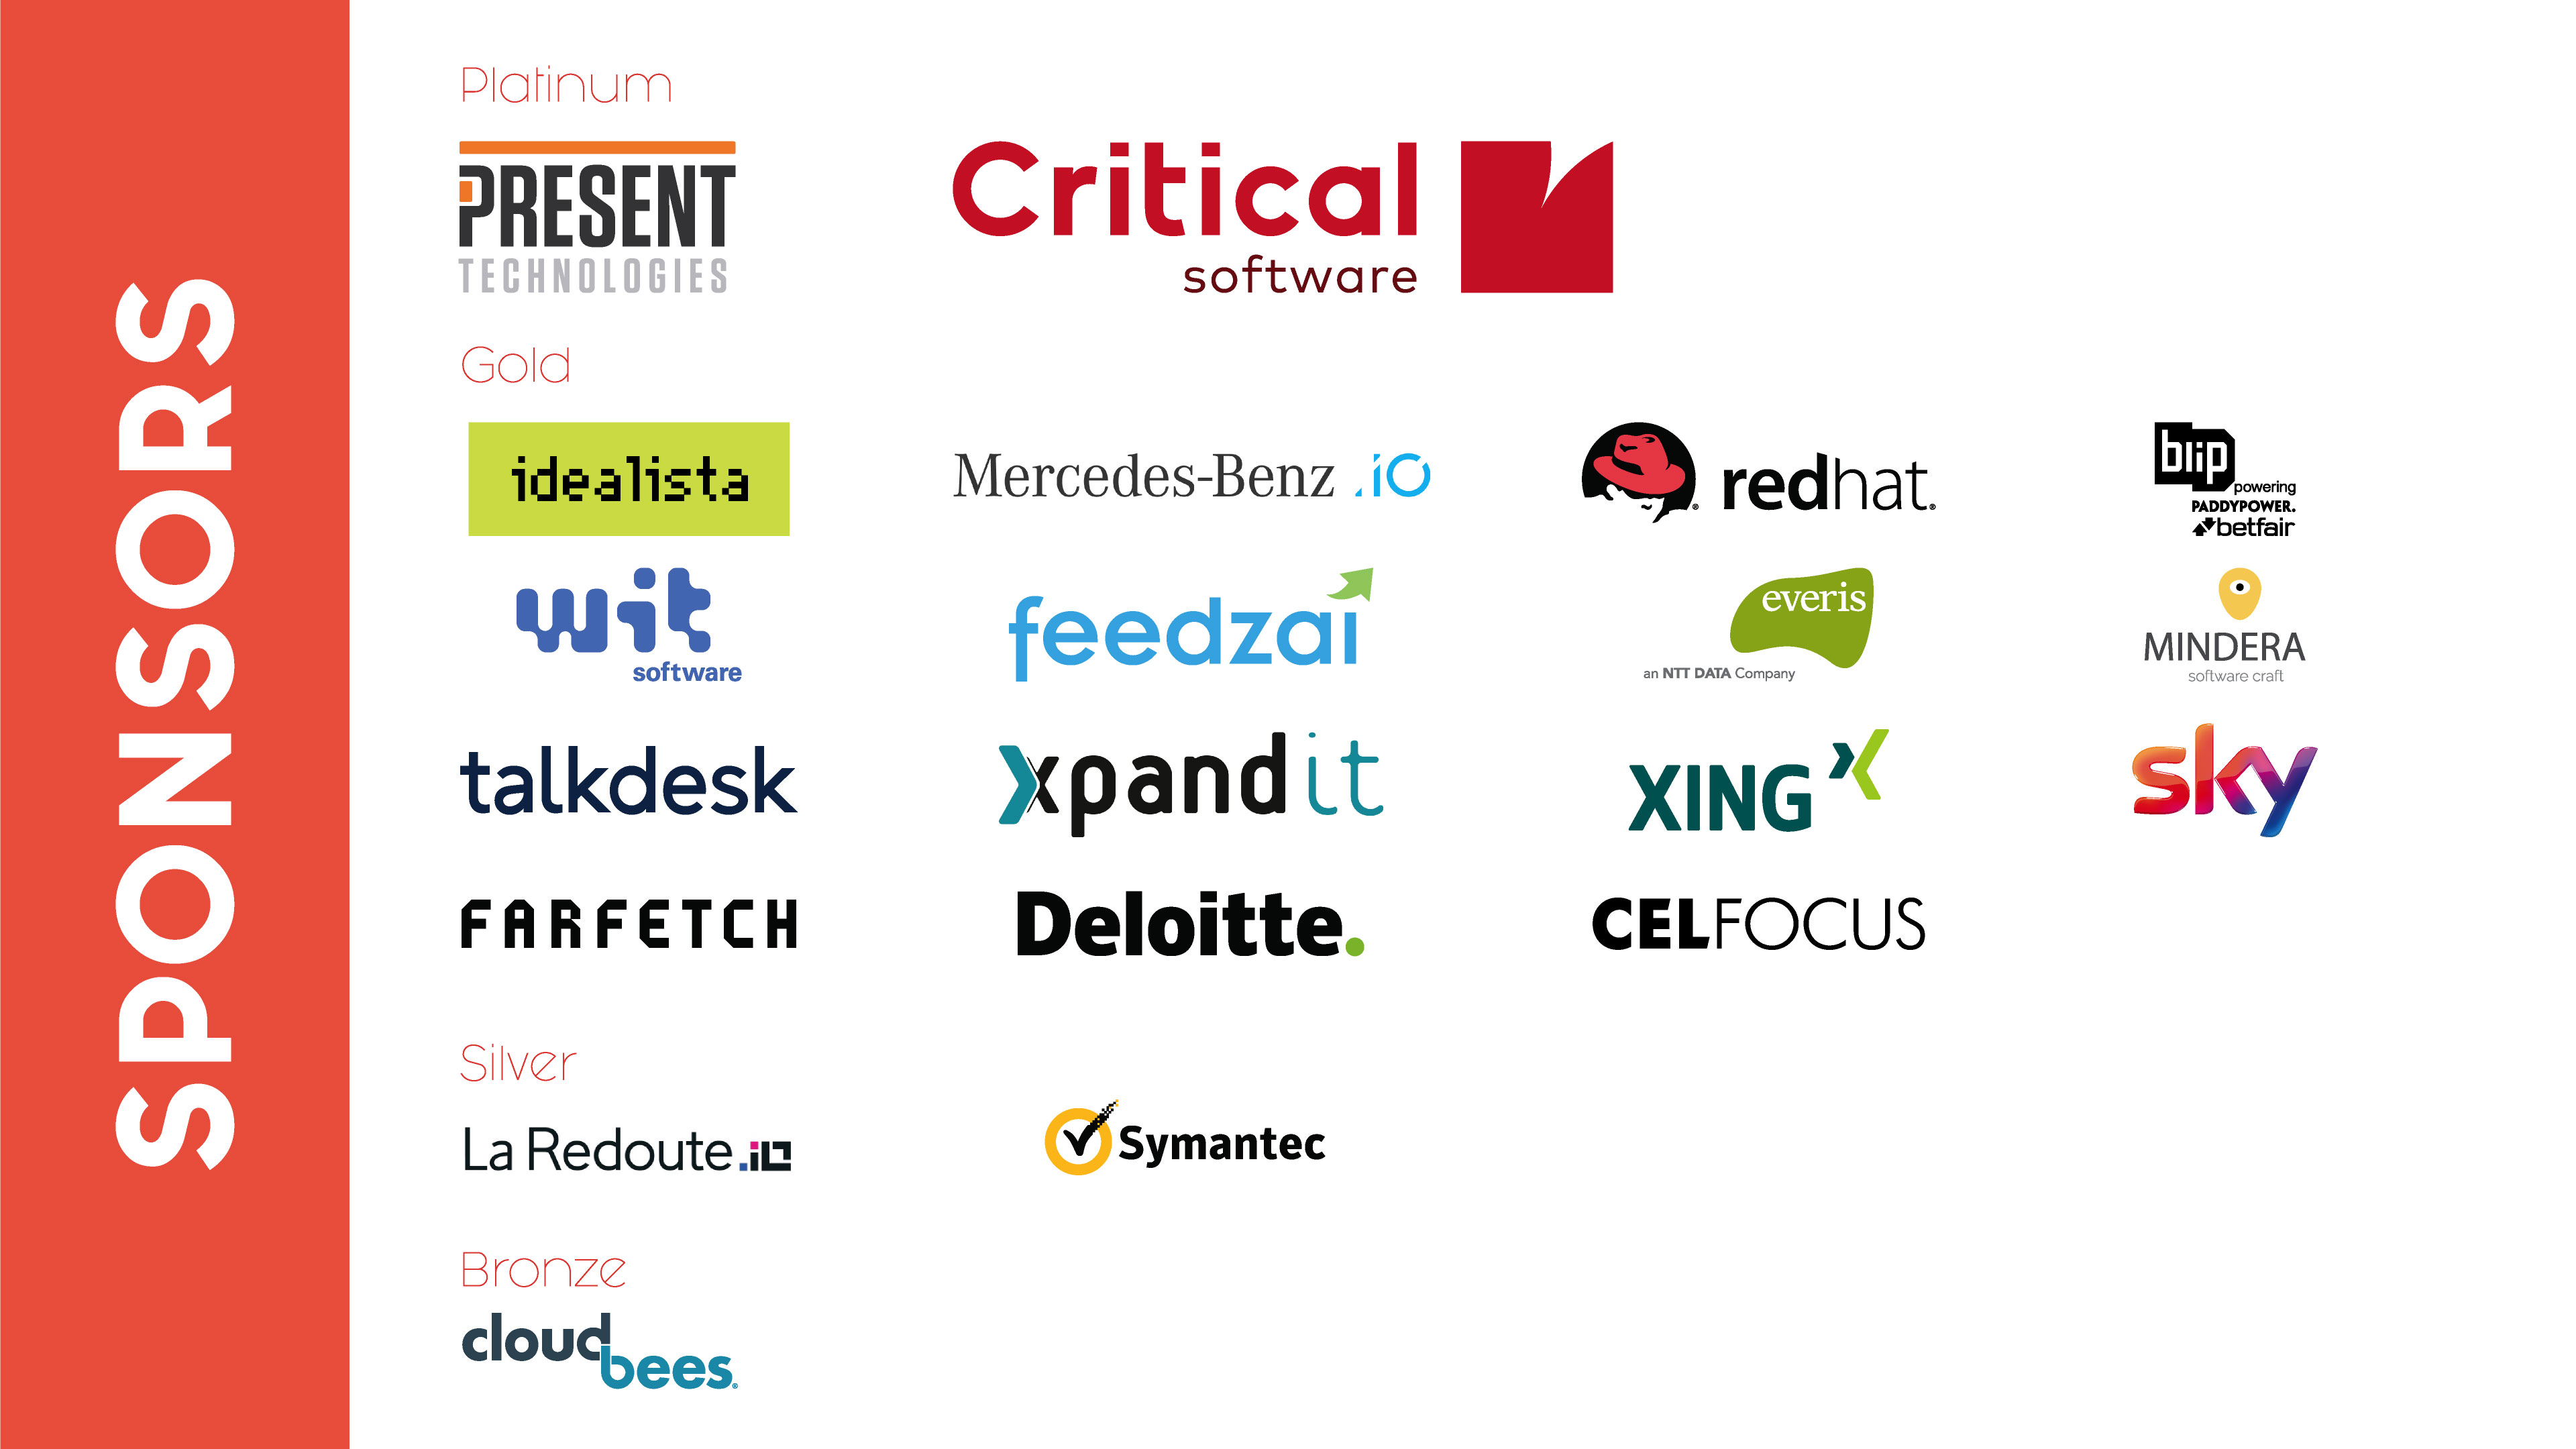 SPONSORS
Platinum
PRESENT
TECHNOLOGIES
Critical
software
Gold
idealista
Mercedes-Benz .io
redhat.
blip
powering
PADDYPOWER.
betfair
wit
software
feedzai
everis
an NTT DATA Company
MINDERA
software craft
talkdesk
xpand it
XING
sky
FARFETCH
Deloitte.
CELFOCUS
Silver
La Redoute.io
Symantec
Bronze
cloud
bees